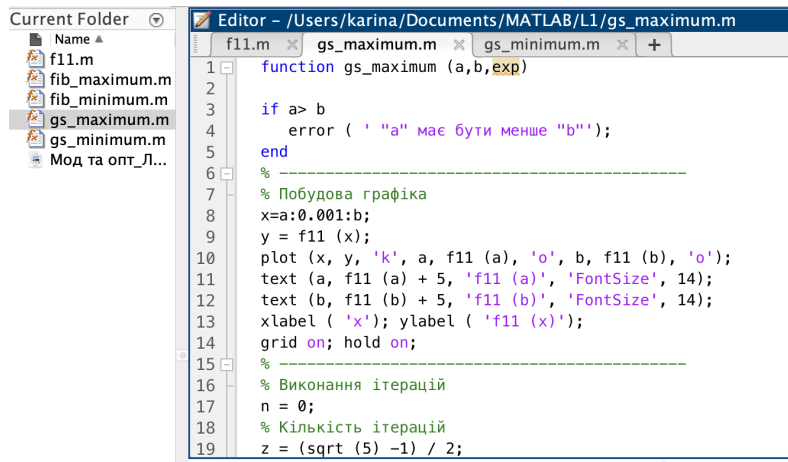 Current Folder
Name
f11.m
fib_maximum.m
fib_minimum.m
gs_maximum.m
gs_minimum.m
Мод та опт_Л...
Editor – /Users/karina/Documents/MATLAB/L1/gs_maximum.m
f11.m × gs_maximum.m × gs_minimum.m × +
1 function gs_maximum (a,b,exp)
2
3 if a> b
4 error ( ' "a" має бути менше "b"');
5 end
6 % --------------------------------------------
7 % Побудова графіка
8 x=a:0.001:b;
9 y = f11 (x);
10 plot (x, y, 'k', a, f11 (a), 'o', b, f11 (b), 'o');
11 text (a, f11 (a) + 5, 'f11 (a)', 'FontSize', 14);
12 text (b, f11 (b) + 5, 'f11 (b)', 'FontSize', 14);
13 xlabel ( 'x'); ylabel ( 'f11 (x)');
14 grid on; hold on;
15 % --------------------------------------------
16 % Виконання ітерацій
17 n = 0;
18 % Кількість ітерацій
19 z = (sqrt (5) -1) / 2;